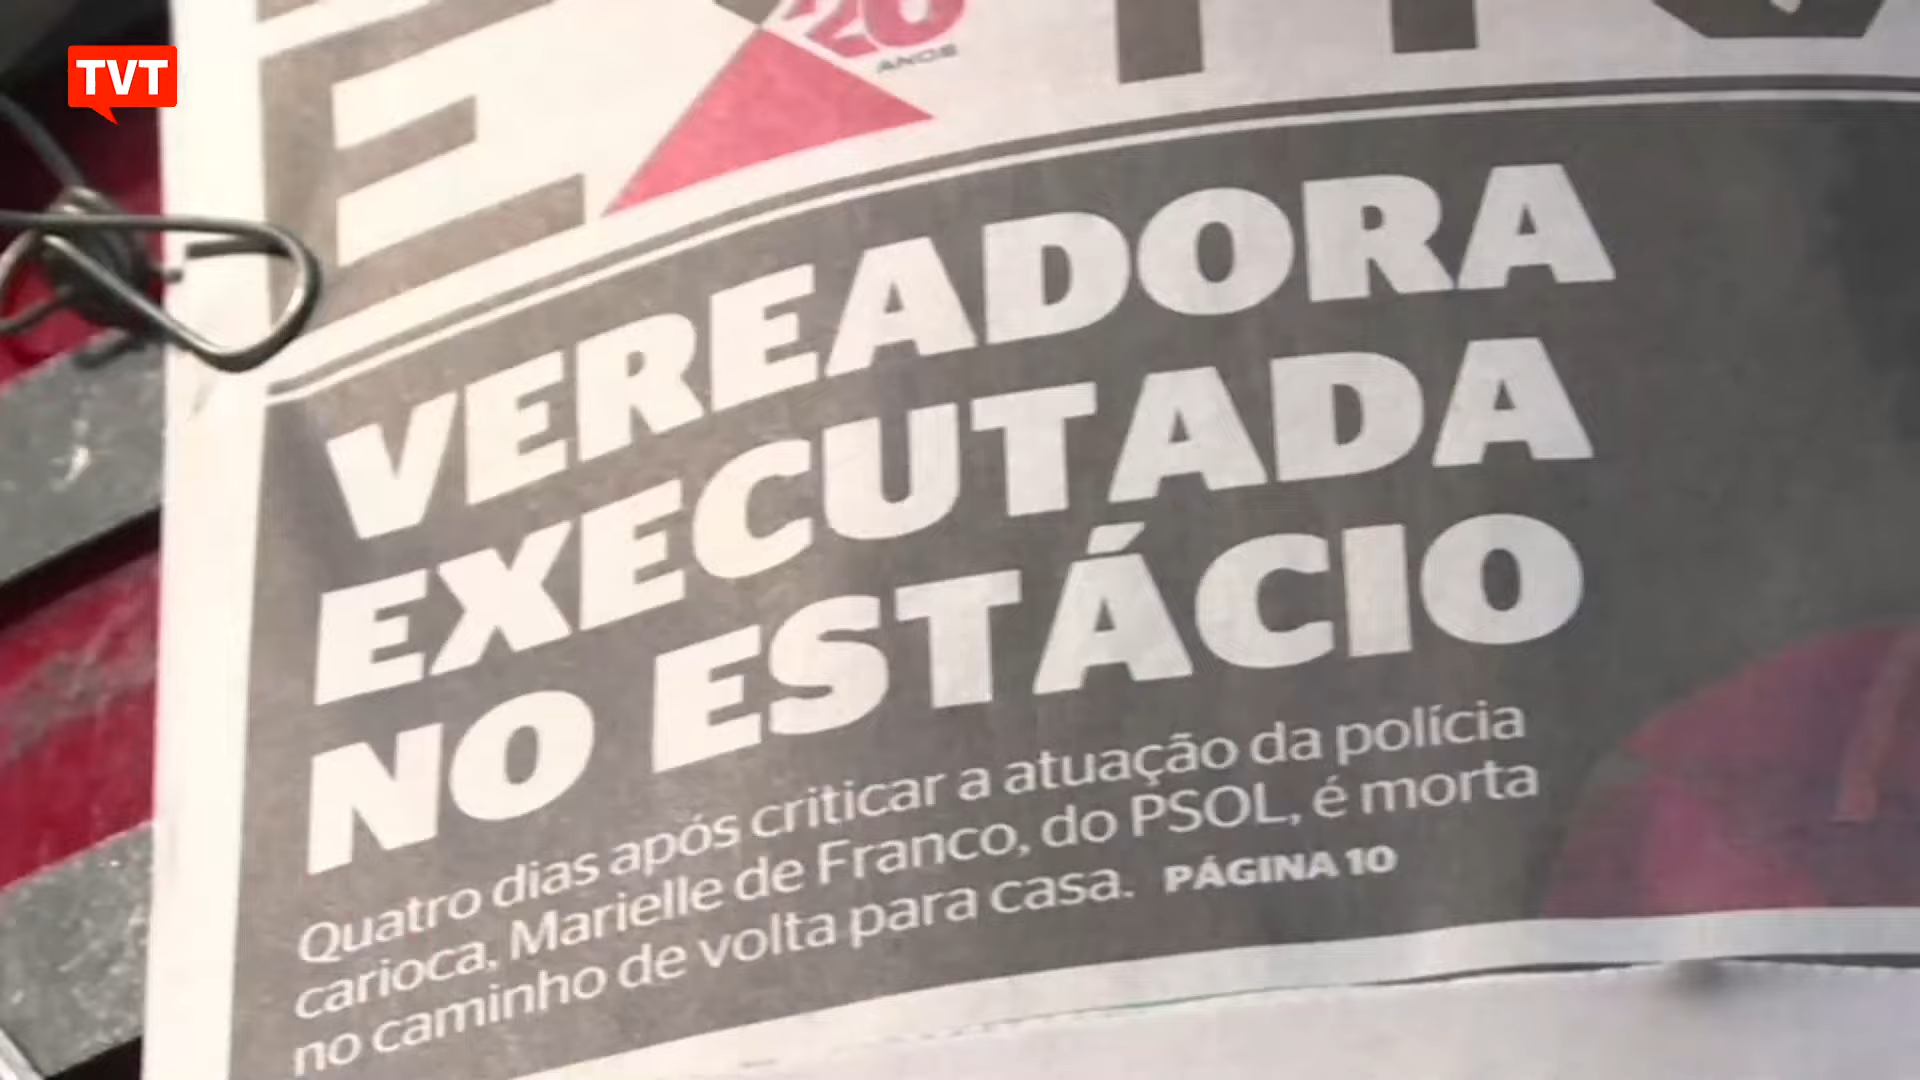 TVT
20
ANOS
VEREADORA
EXECUTADA
NO ESTÁCIO
Quatro dias após criticar a atuação da polícia
carioca, Marielle de Franco, do PSOL, é morta
no caminho de volta para casa. PÁGINA 10